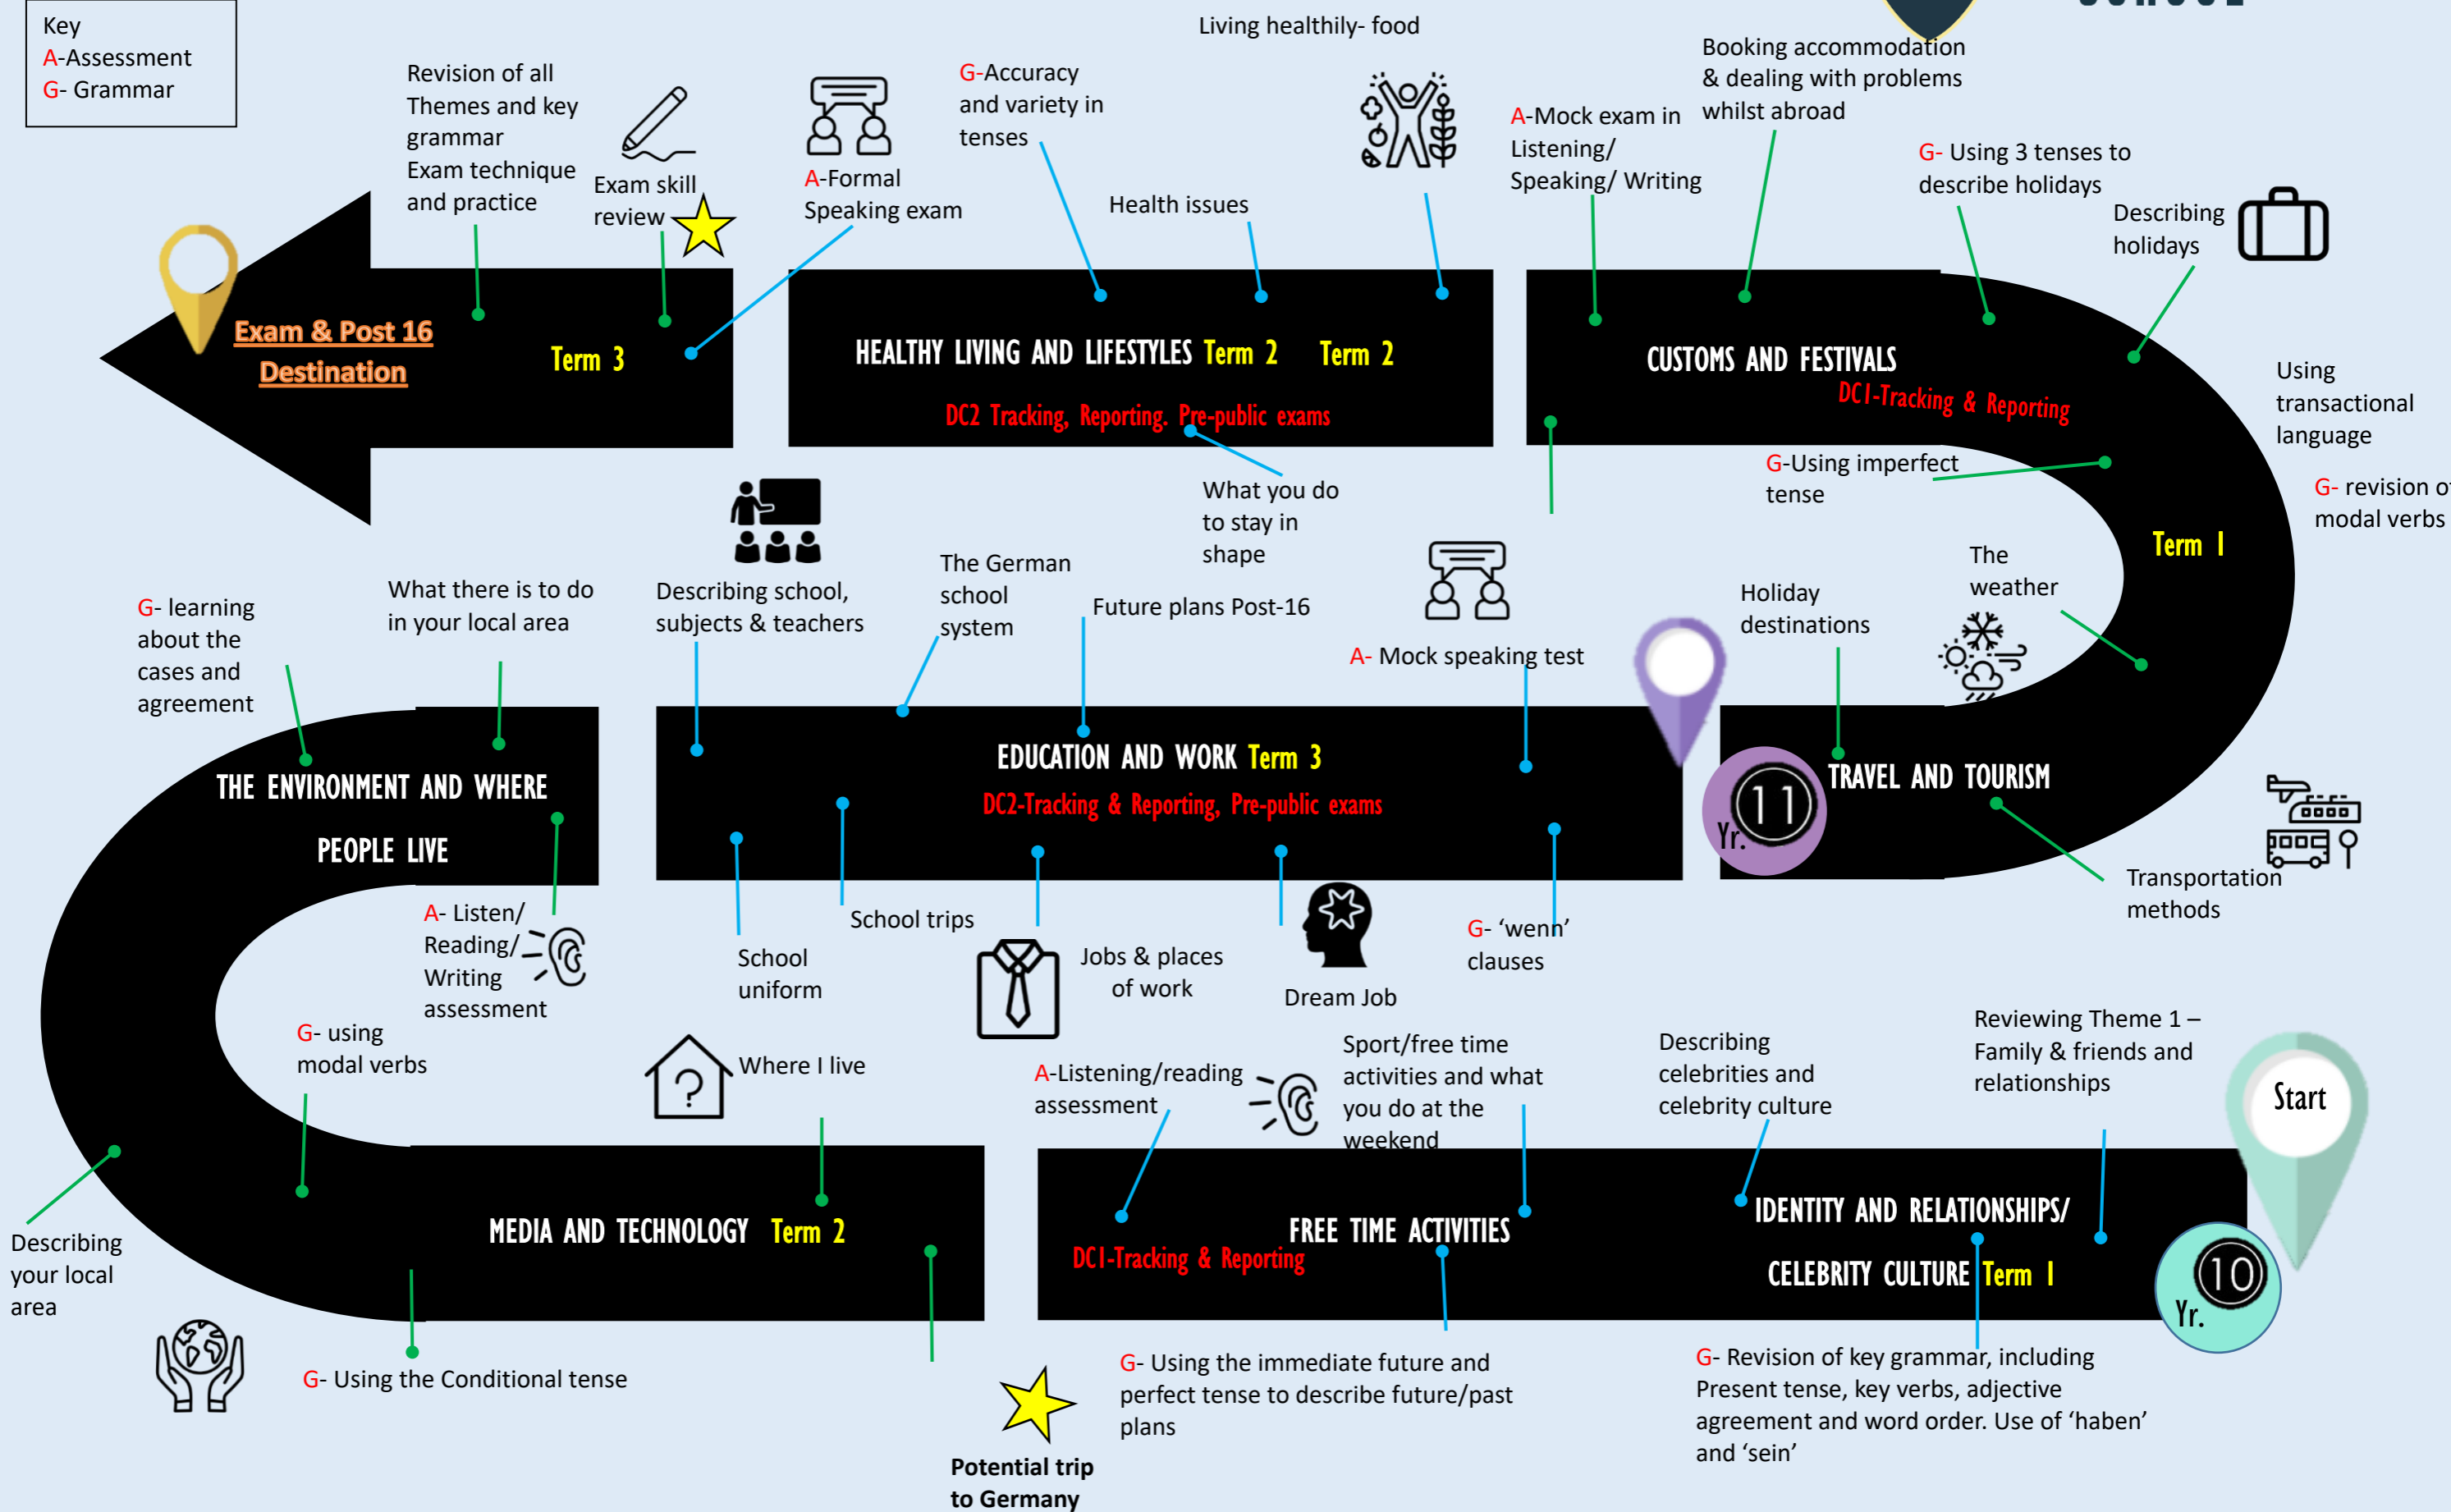 Key
A-Assessment
G- Grammar
Revision of all
Themes and key
grammar
Exam technique
and practice
Exam skill
review
A-Formal
Speaking exam
G-Accuracy
and variety in
tenses
Health issues
Living healthily- food
A-Mock exam in
Listening/
Speaking/ Writing
Booking accommodation
& dealing with problems
whilst abroad
G- Using 3 tenses to
describe holidays
Describing
holidays
Exam & Post 16
Destination
Term 3
HEALTHY LIVING AND LIFESTYLES Term 2 Term 2
DC2 Tracking, Reporting. Pre-public exams
CUSTOMS AND FESTIVALS
DC1-Tracking & Reporting
Using
transactional
language
G- revision of
modal verbs
G-Using imperfect
tense
Term 1
What you do
to stay in
shape
The
weather
Holiday
destinations
G- learning
about the
cases and
agreement
What there is to do
in your local area
Describing school,
subjects & teachers
The German
school
system
Future plans Post-16
A- Mock speaking test
THE ENVIRONMENT AND WHERE
PEOPLE LIVE
EDUCATION AND WORK Term 3
DC2-Tracking & Reporting, Pre-public exams
Yr. 11
TRAVEL AND TOURISM
Transportation
methods
A- Listen/
Reading/
Writing
assessment
School
uniform
School trips
Jobs & places
of work
Dream Job
G- ‘wenn’
clauses
G- using
modal verbs
Where I live
A-Listening/reading
assessment
Sport/free time
activities and what
you do at the
weekend
Describing
celebrities and
celebrity culture
Reviewing Theme 1 –
Family & friends and
relationships
Start
Describing
your local
area
MEDIA AND TECHNOLOGY Term 2
FREE TIME ACTIVITIES
DC1-Tracking & Reporting
IDENTITY AND RELATIONSHIPS/
CELEBRITY CULTURE Term 1
Yr. 10
G- Using the Conditional tense
Potential trip
to Germany
G- Using the immediate future and
perfect tense to describe future/past
plans
G- Revision of key grammar, including
Present tense, key verbs, adjective
agreement and word order. Use of ‘haben’
and ‘sein’